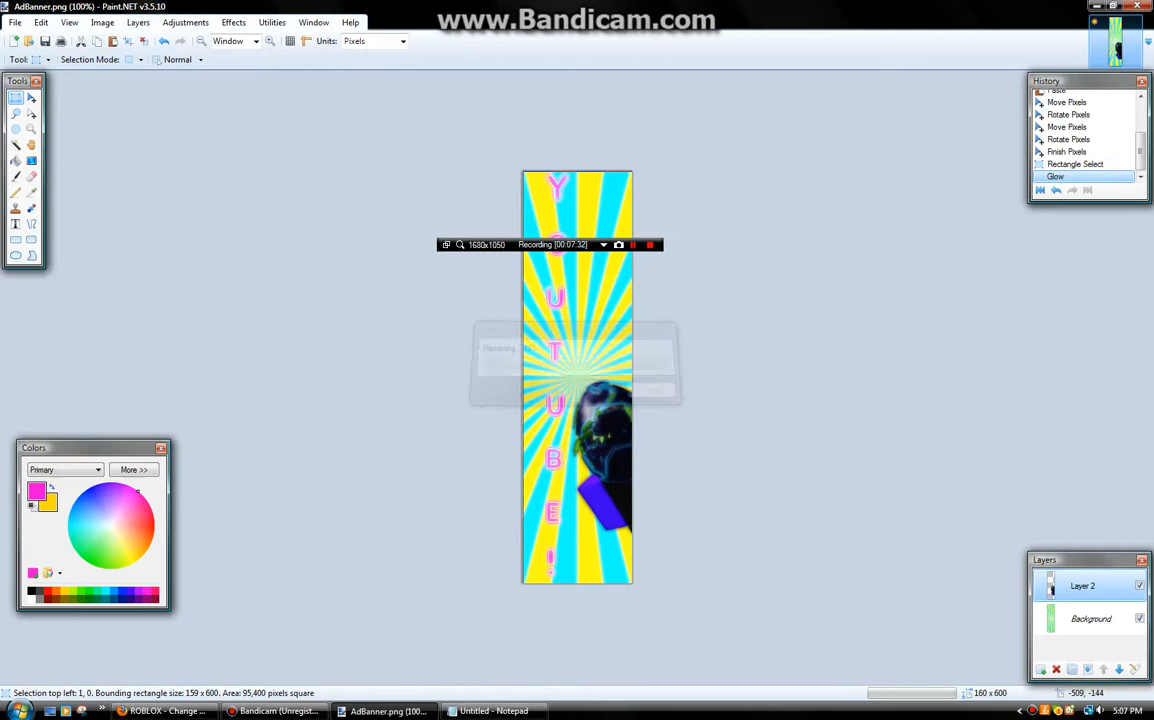 AdBanner.png (100%) - Paint.NET v3.5.10
www.Bandicam.com
File Edit View Image Layers Adjustments Effects Utilities Window Help
Window Units: Pixels
Tool: Selection Mode: Normal
Tools
History
Paste
Move Pixels
Rotate Pixels
Move Pixels
Rotate Pixels
Finish Pixels
Rectangle Select
Glow
Y
O
U
T
U
B
E
!
1680x1050 Recording [00:07:32]
Rendering
Colors
Primary More >>
Layers
Layer 2
Background
Selection top left: 1, 0. Bounding rectangle size: 159 x 600. Area: 95,400 pixels square
160 x 600 -509, -144
ROBLOX - Change ... Bandicam (Unregist... AdBanner.png (100... Untitled - Notepad 5:07 PM